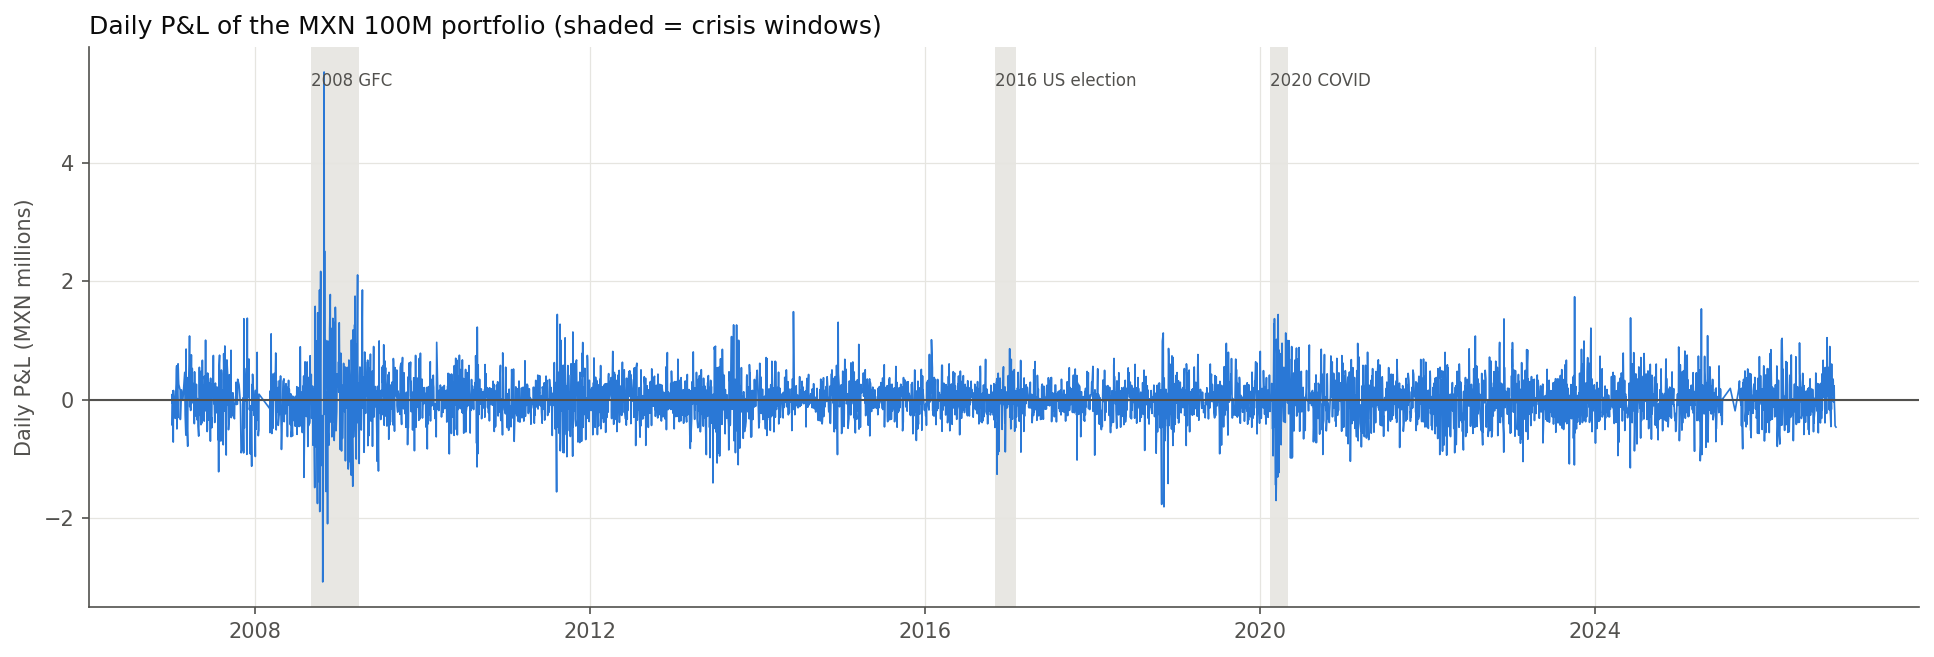 Daily P&L of the MXN 100M portfolio (shaded = crisis windows)
2008 GFC
2016 US election
2020 COVID
Daily P&L (MXN millions)
4
2
0
−2
2008
2012
2016
2020
2024